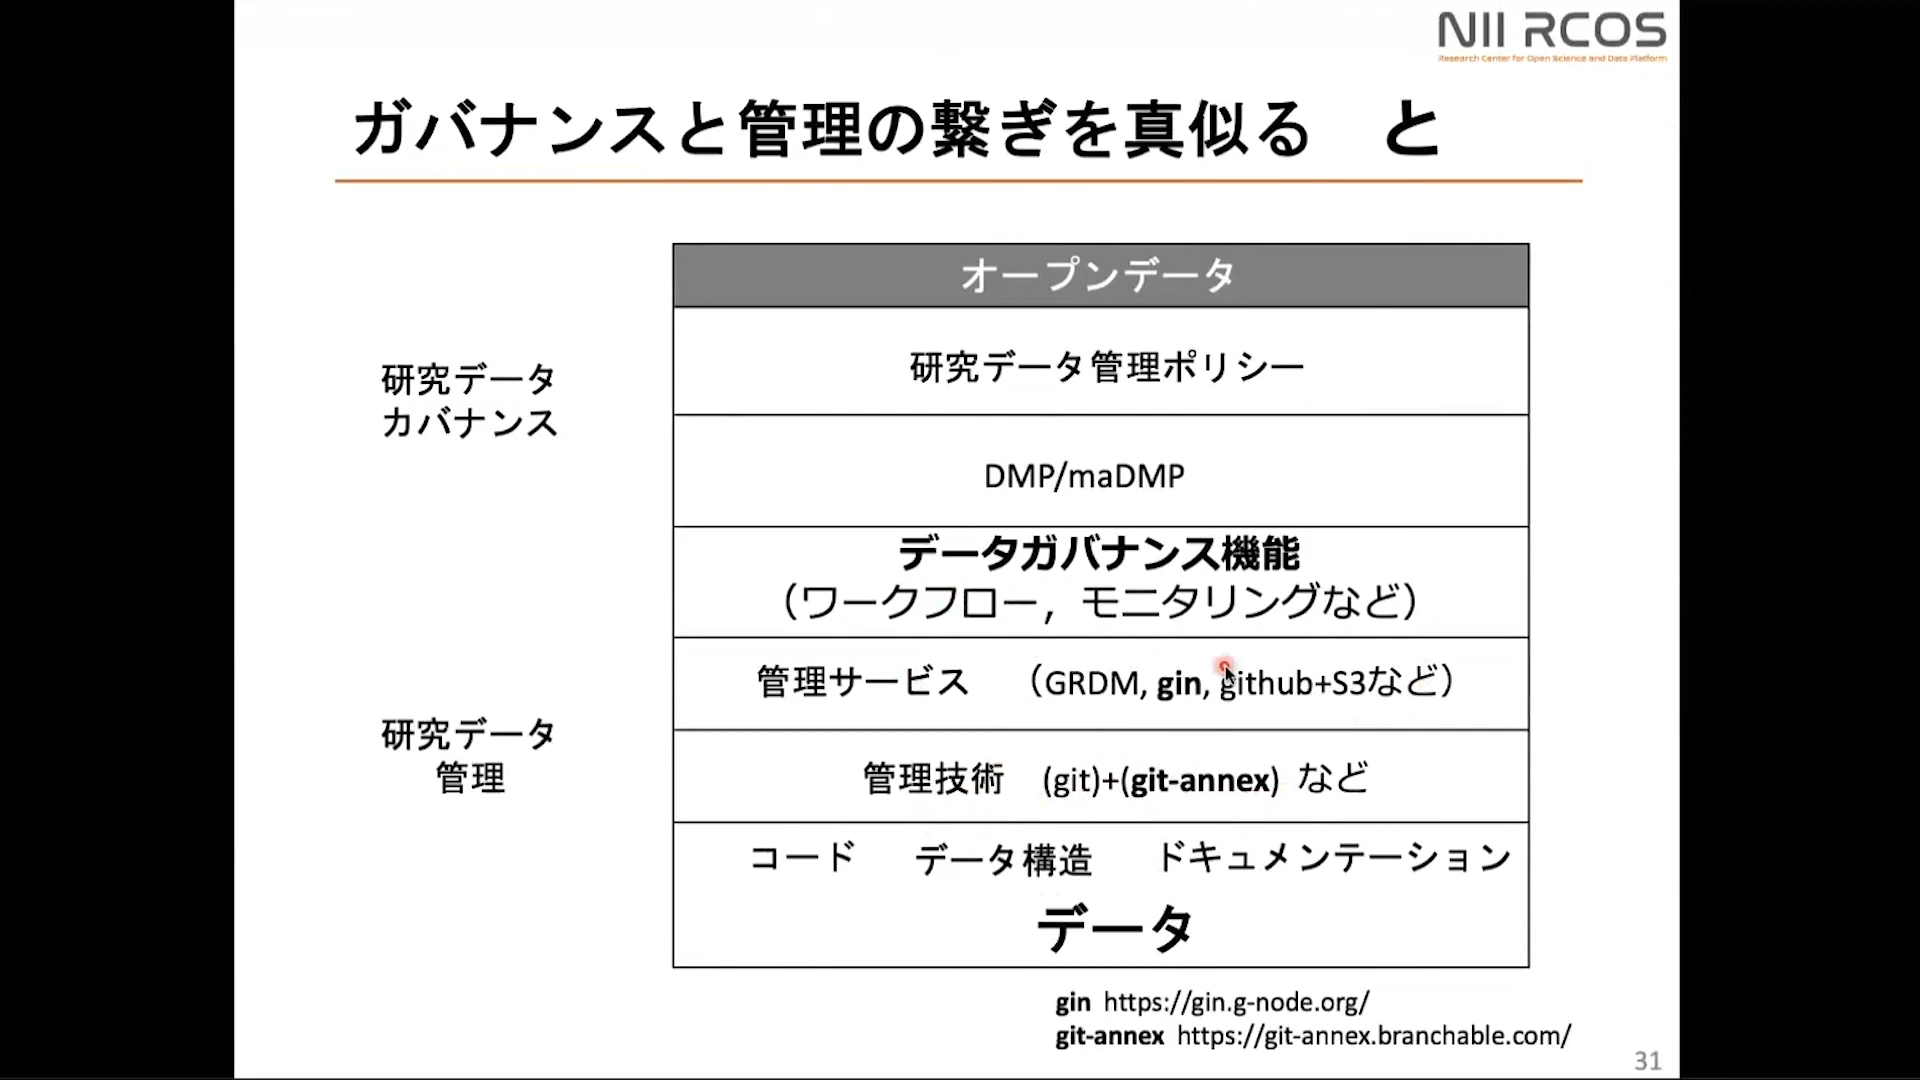 NII RCOS
Research Center for Open Science and Data Platform
ガバナンスと管理の繋ぎを真似る　と
オープンデータ
研究データ
カバナンス
研究データ管理ポリシー
DMP/maDMP
データガバナンス機能
（ワークフロー，モニタリングなど）
研究データ
管理
管理サービス　（GRDM, gin, github+S3など）
管理技術　(git)+(git-annex) など
コード　データ構造　ドキュメンテーション
データ
gin https://gin.g-node.org/
git-annex https://git-annex.branchable.com/
31